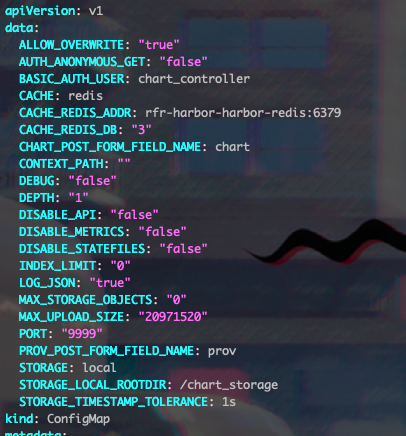 apiVersion: v1
data:
  ALLOW_OVERWRITE: "true"
  AUTH_ANONYMOUS_GET: "false"
  BASIC_AUTH_USER: chart_controller
  CACHE: redis
  CACHE_REDIS_ADDR: rfr-harbor-harbor-redis:6379
  CACHE_REDIS_DB: "3"
  CHART_POST_FORM_FIELD_NAME: chart
  CONTEXT_PATH: ""
  DEBUG: "false"
  DEPTH: "1"
  DISABLE_API: "false"
  DISABLE_METRICS: "false"
  DISABLE_STATEFILES: "false"
  INDEX_LIMIT: "0"
  LOG_JSON: "true"
  MAX_STORAGE_OBJECTS: "0"
  MAX_UPLOAD_SIZE: "20971520"
  PORT: "9999"
  PROV_POST_FORM_FIELD_NAME: prov
  STORAGE: local
  STORAGE_LOCAL_ROOTDIR: /chart_storage
  STORAGE_TIMESTAMP_TOLERANCE: 1s
kind: ConfigMap
metadata: